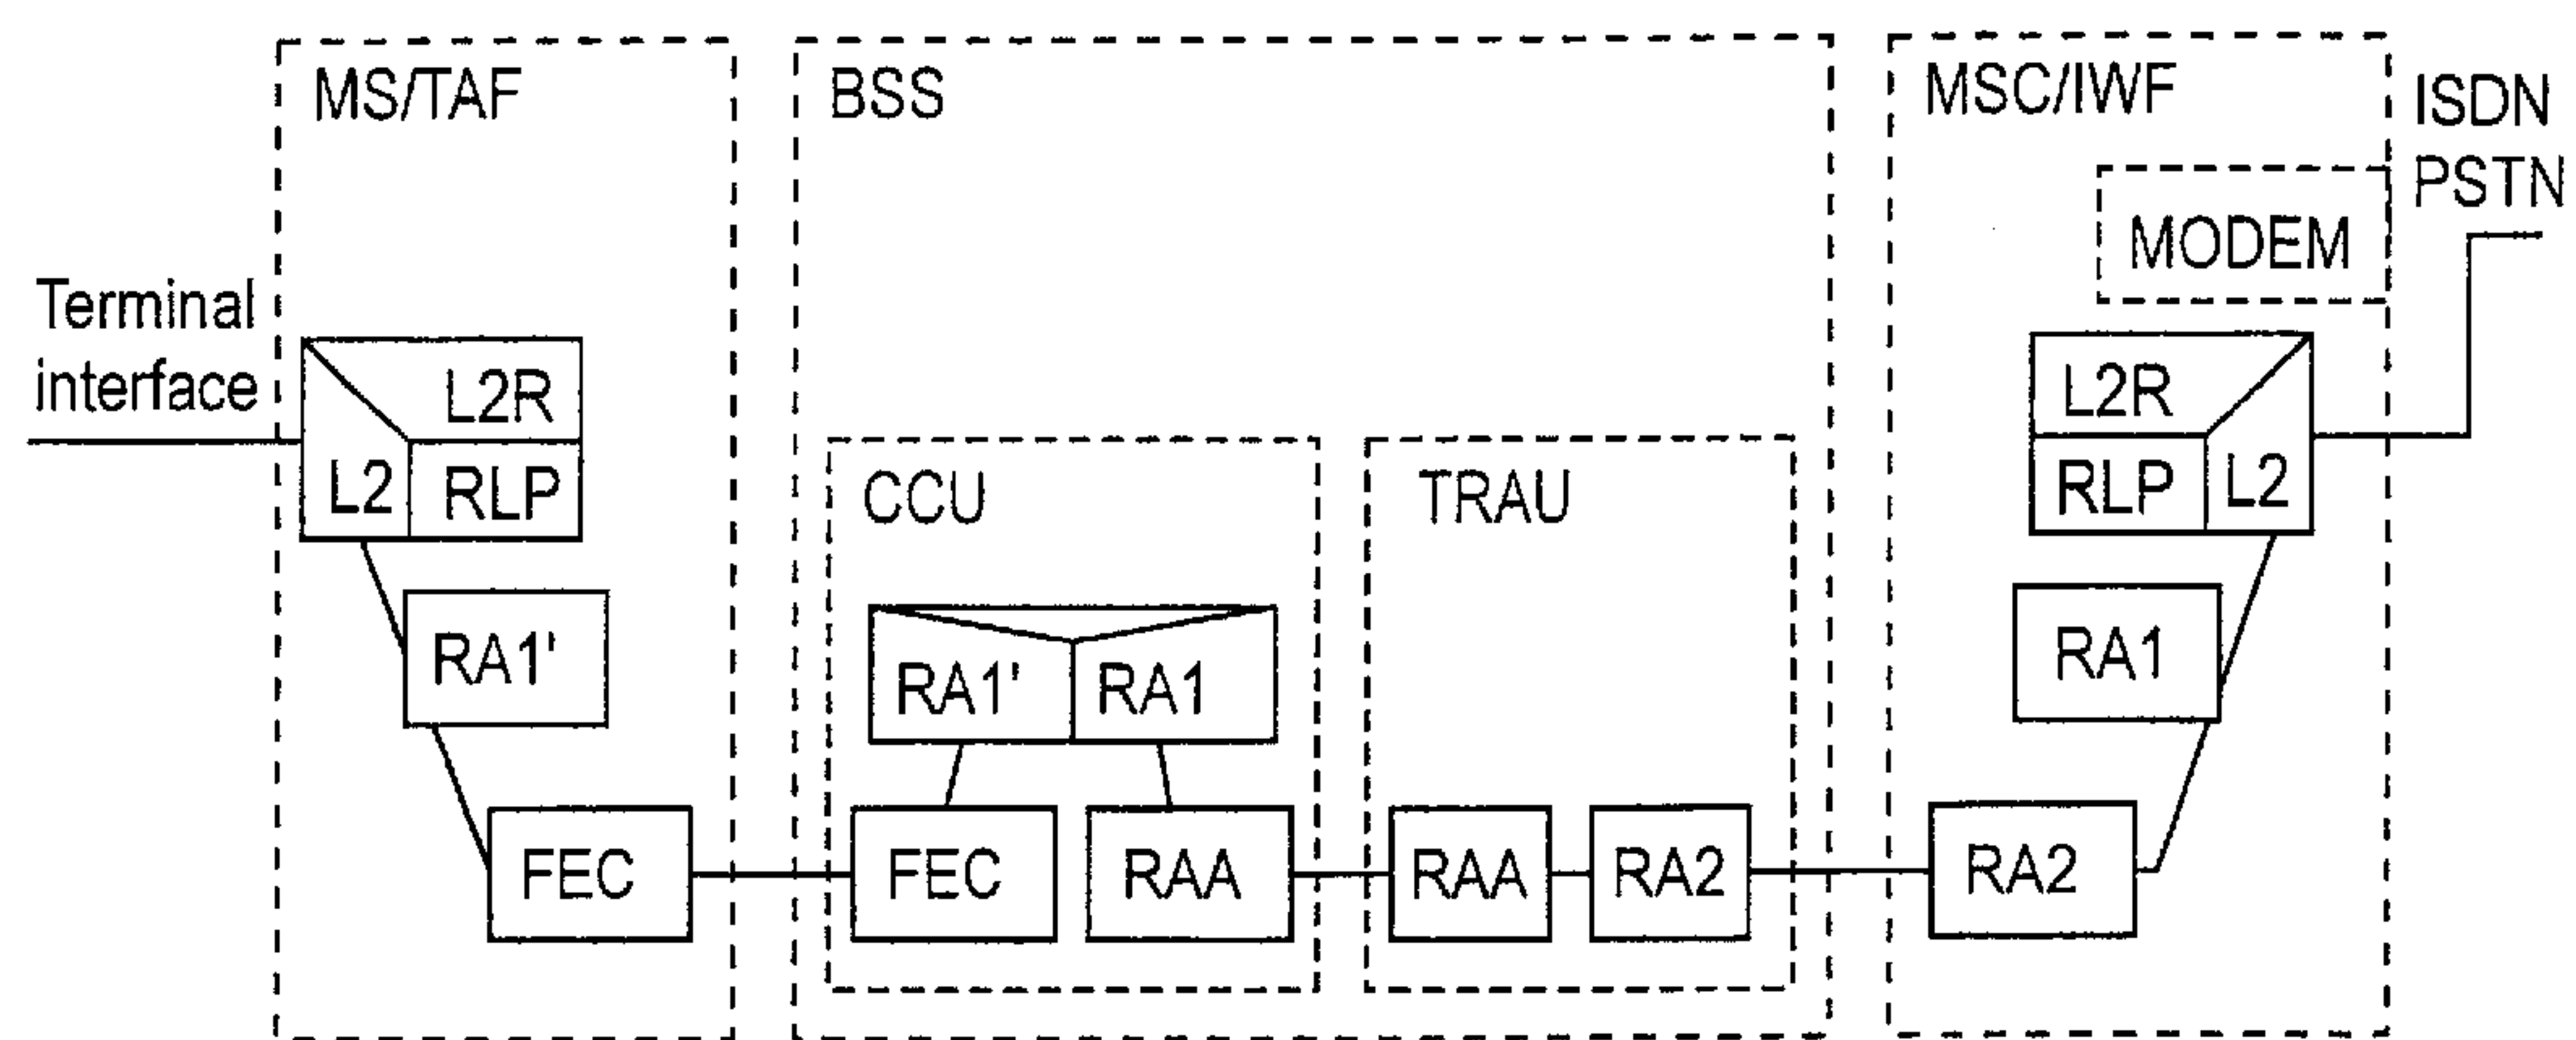 MS/TAF
BSS
MSC/IWF
ISDN
PSTN
MODEM
Terminal
interface
L2R
L2
RLP
L2R
RLP
L2
CCU
TRAU
RA1'
RA1'
RA1
RA1
FEC
FEC
RAA
RAA
RA2
RA2